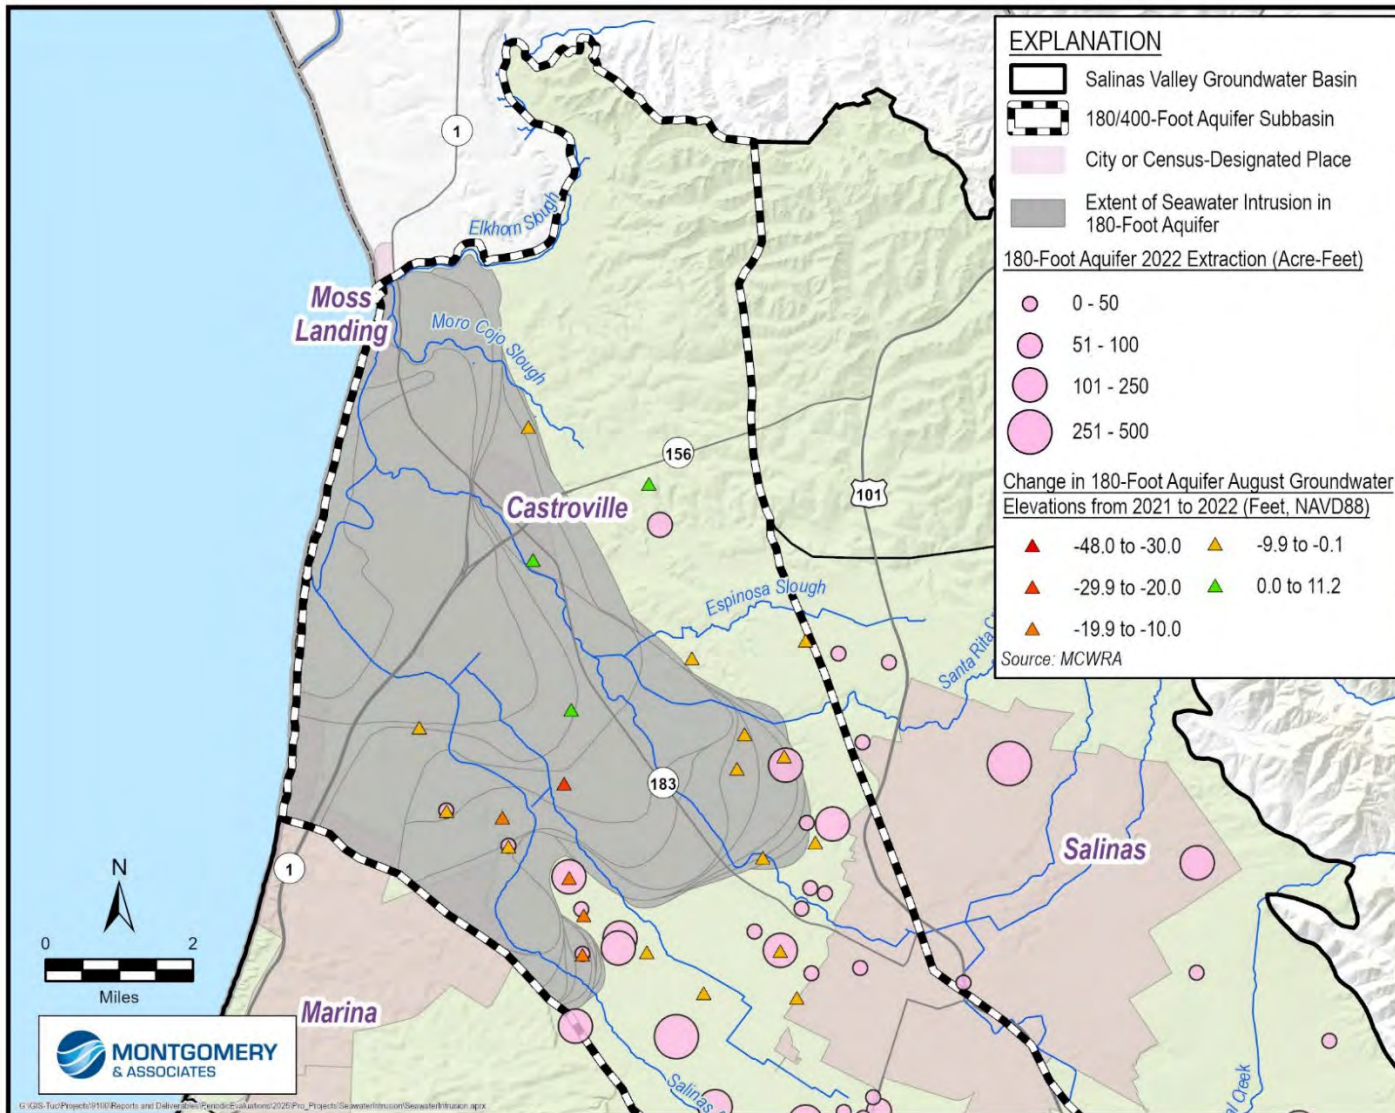 EXPLANATION
Salinas Valley Groundwater Basin
180/400-Foot Aquifer Subbasin
City or Census-Designated Place
Extent of Seawater Intrusion in
180-Foot Aquifer
180-Foot Aquifer 2022 Extraction (Acre-Feet)
0 - 50
51 - 100
101 - 250
251 - 500
Change in 180-Foot Aquifer August Groundwater
Elevations from 2021 to 2022 (Feet, NAVD88)
-48.0 to -30.0
-9.9 to -0.1
-29.9 to -20.0
0.0 to 11.2
-19.9 to -10.0
Source: MCWRA
1
Elkhorn Slough
Moss
Landing
Moro Cojo Slough
156
101
Castroville
Espinosa Slough
Santa Rita
183
Salinas
1
N
0 2
Miles
Marina
Salinas
Creek
MONTGOMERY
& ASSOCIATES